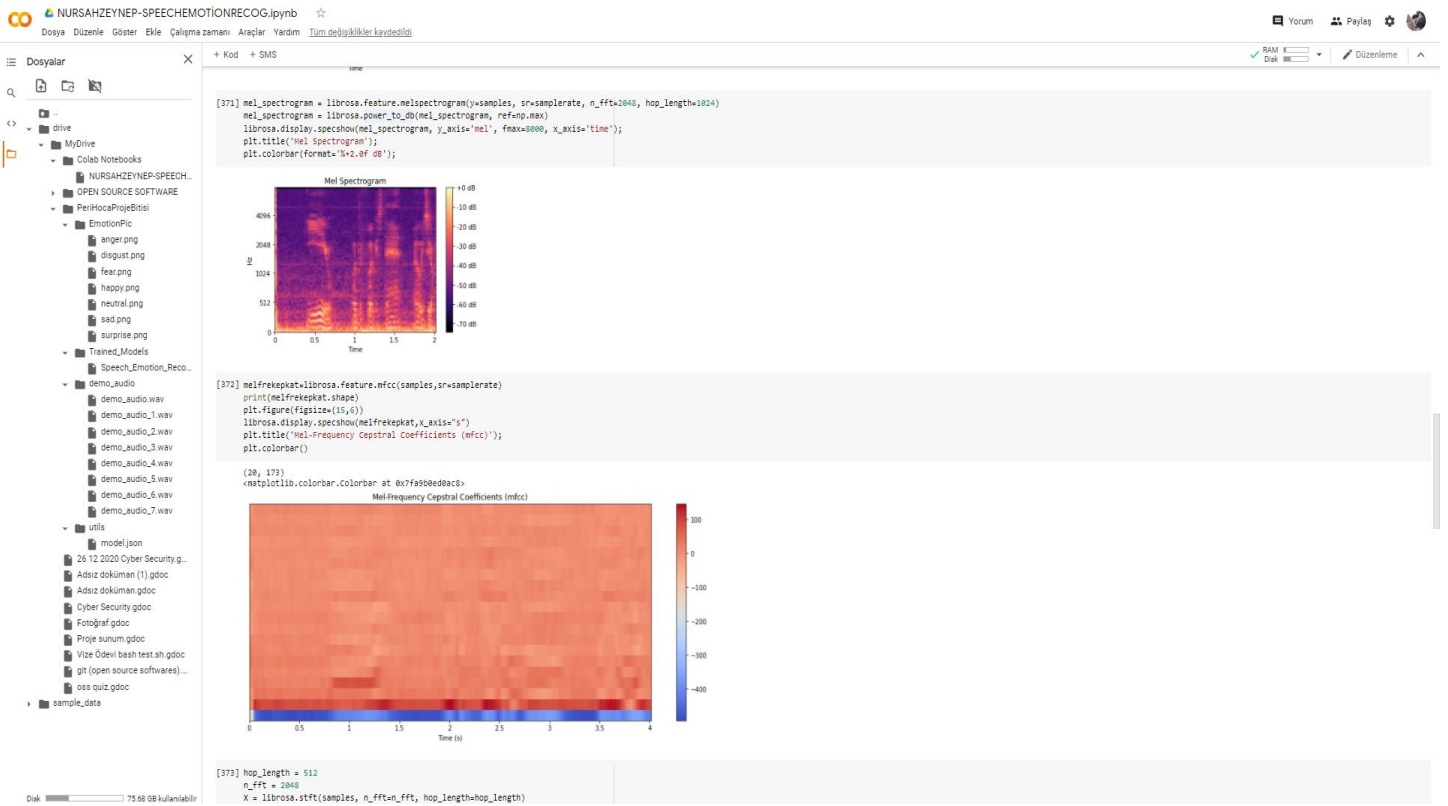 NURSAHZEYNEP-SPEECHEMOTİONRECOG.ipynb
Dosya Düzenle Göster Ekle Çalışma zamanı Araçlar Yardım Tüm değişiklikler kaydedildi
Yorum Paylaş
Dosyalar
+ Kod + SMS
RAM
Disk
Düzenleme
..
drive
MyDrive
Colab Notebooks
NURSAHZEYNEP-SPEECH...
OPEN SOURCE SOFTWARE
PeriHocaProjeBitisi
EmotionPic
anger.png
disgust.png
fear.png
happy.png
neutral.png
sad.png
surprise.png
Trained_Models
Speech_Emotion_Reco...
demo_audio
demo_audio.wav
demo_audio_1.wav
demo_audio_2.wav
demo_audio_3.wav
demo_audio_4.wav
demo_audio_5.wav
demo_audio_6.wav
demo_audio_7.wav
utils
model.json
26 12 2020 Cyber Security.g...
Adsız doküman (1).gdoc
Adsız doküman.gdoc
Cyber Security.gdoc
Fotoğraf.gdoc
Proje sunum.gdoc
Vize Ödevi bash test.sh.gdoc
git (open source softwares)....
oss quiz.gdoc
sample_data
Disk 75.68 GB kullanılabilir
Time
[371] mel_spectrogram = librosa.feature.melspectrogram(y=samples, sr=samplerate, n_fft=2048, hop_length=1024)
mel_spectrogram = librosa.power_to_db(mel_spectrogram, ref=np.max)
librosa.display.specshow(mel_spectrogram, y_axis='mel', fmax=8000, x_axis='time');
plt.title('Mel Spectrogram');
plt.colorbar(format='%+2.0f dB');
Mel Spectrogram
4096
2048
1024
512
0
Hz
0 0.5 1 1.5 2
Time
+0 dB
-10 dB
-20 dB
-30 dB
-40 dB
-50 dB
-60 dB
-70 dB
[372] melfrekepkat=librosa.feature.mfcc(samples,sr=samplerate)
print(melfrekepkat.shape)
plt.figure(figsize=(15,6))
librosa.display.specshow(melfrekepkat,x_axis="s")
plt.title('Mel-Frequency Cepstral Coefficients (mfcc)');
plt.colorbar()
(20, 173)
<matplotlib.colorbar.Colorbar at 0x7fa9b0ed0ac8>
Mel-Frequency Cepstral Coefficients (mfcc)
0 0.5 1 1.5 2 2.5 3 3.5 4
Time (s)
100
0
−100
−200
−300
−400
[373] hop_length = 512
n_fft = 2048
X = librosa.stft(samples, n_fft=n_fft, hop_length=hop_length)